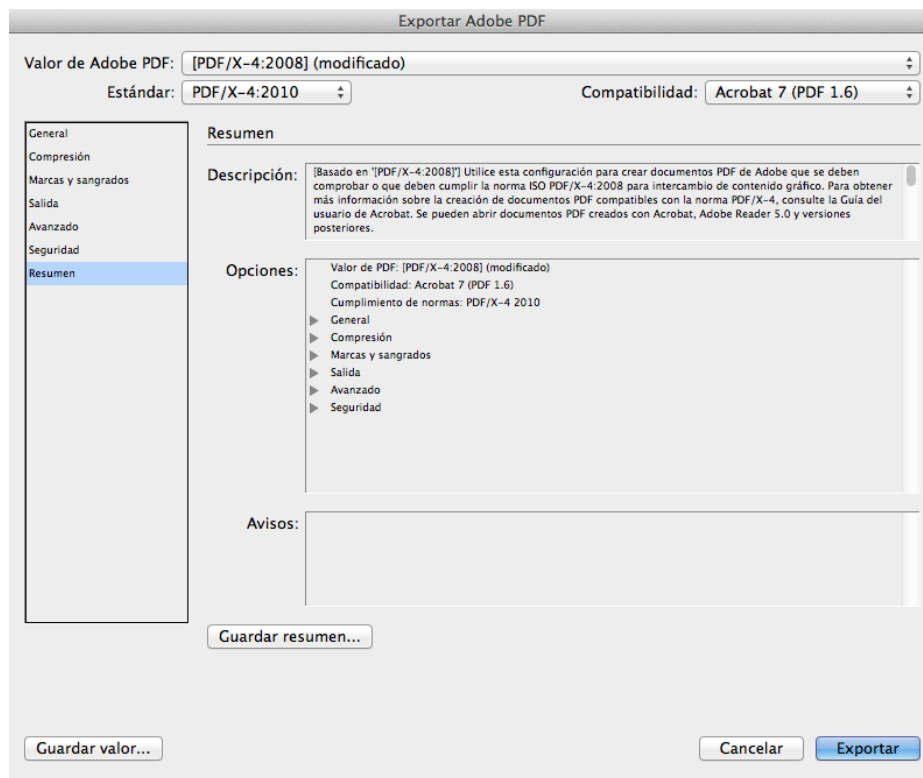 Exportar Adobe PDF
Valor de Adobe PDF: [PDF/X-4:2008] (modificado)
Estándar: PDF/X-4:2010 Compatibilidad: Acrobat 7 (PDF 1.6)
General
Compresión
Marcas y sangrados
Salida
Avanzado
Seguridad
Resumen
Resumen
Descripción: [Basado en '[PDF/X-4:2008]'] Utilice esta configuración para crear documentos PDF de Adobe que se deben
comprobar o que deben cumplir la norma ISO PDF/X-4:2008 para intercambio de contenido gráfico. Para obtener
más información sobre la creación de documentos PDF compatibles con la norma PDF/X-4, consulte la Guía del
usuario de Acrobat. Se pueden abrir documentos PDF creados con Acrobat, Adobe Reader 5.0 y versiones
posteriores.
Opciones: Valor de PDF: [PDF/X-4:2008] (modificado)
Compatibilidad: Acrobat 7 (PDF 1.6)
Cumplimiento de normas: PDF/X-4 2010
General
Compresión
Marcas y sangrados
Salida
Avanzado
Seguridad
Avisos:
Guardar resumen...
Guardar valor... Cancelar Exportar